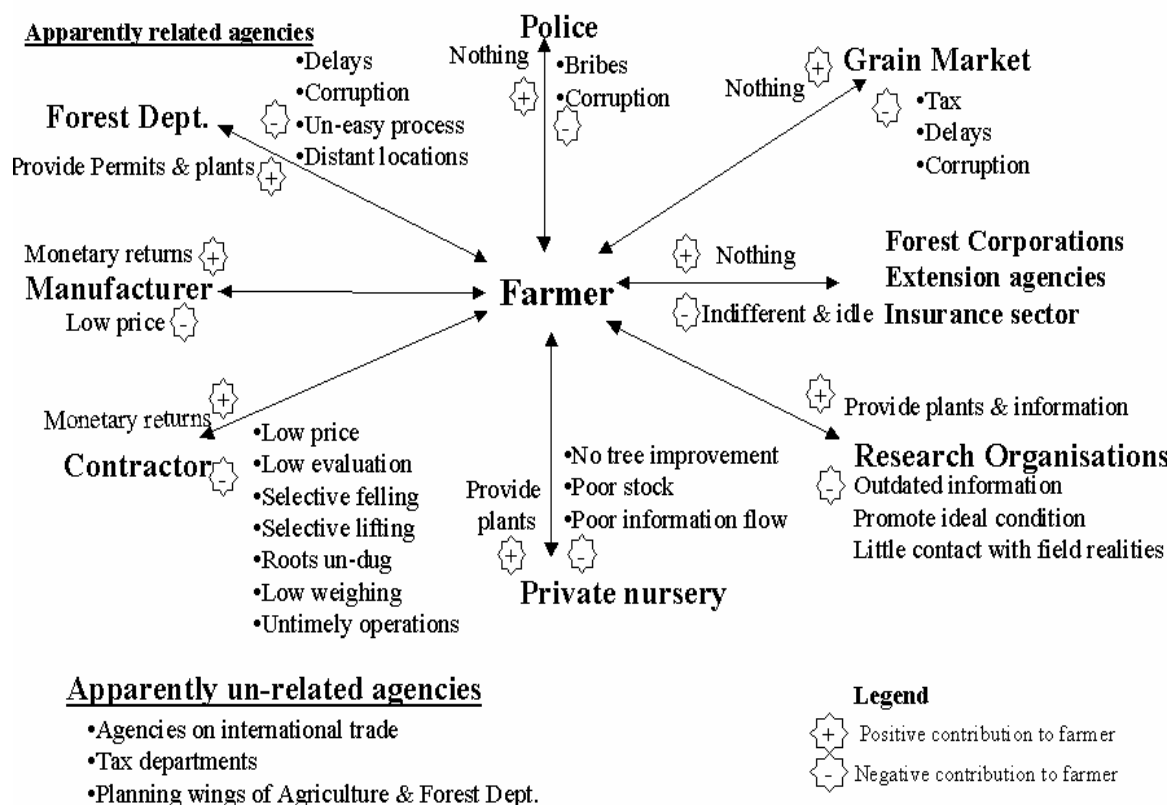 Apparently related agencies
Police
Nothing
+
•Bribes
•Corruption
-
•Delays
•Corruption
•Un-easy process
•Distant locations
-
Forest Dept.
Provide Permits & plants
+
Grain Market
Nothing
+
-
•Tax
•Delays
•Corruption
Monetary returns
+
Manufacturer
Low price
-
Farmer
+
Nothing
-
Indifferent & idle
Forest Corporations
Extension agencies
Insurance sector
Monetary returns
+
Contractor
-
•Low price
•Low evaluation
•Selective felling
•Selective lifting
•Roots un-dug
•Low weighing
•Untimely operations
Provide
plants
+
•No tree improvement
•Poor stock
•Poor information flow
-
Private nursery
+
Provide plants & information
Research Organisations
-
Outdated information
Promote ideal condition
Little contact with field realities
Apparently un-related agencies
•Agencies on international trade
•Tax departments
•Planning wings of Agriculture & Forest Dept.
Legend
+ Positive contribution to farmer
- Negative contribution to farmer